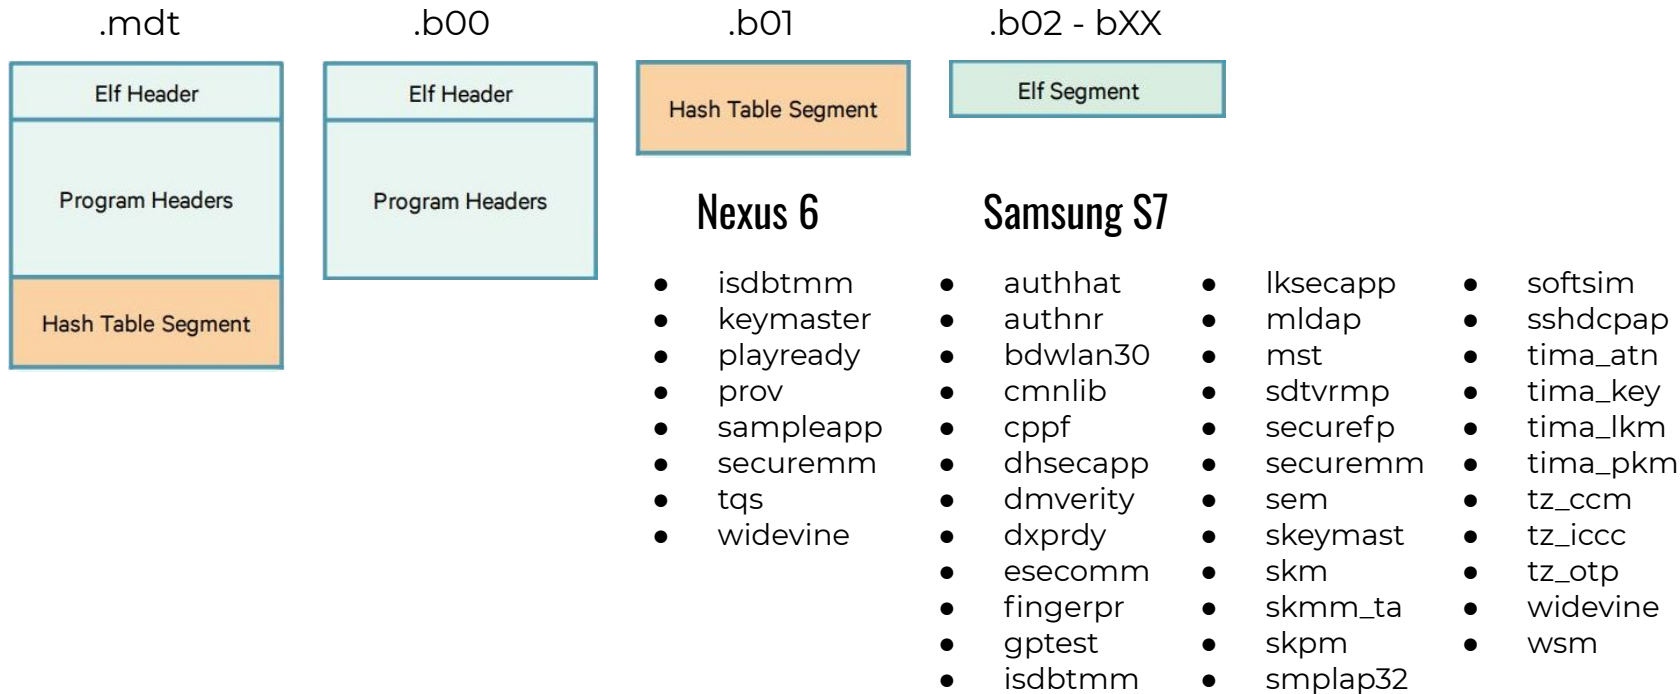 .mdt
.b00
.b01
.b02 - bXX
Elf Header
Program Headers
Hash Table Segment
Elf Header
Program Headers
Hash Table Segment
Elf Segment
Nexus 6
● isdbtmm
● keymaster
● playready
● prov
● sampleapp
● securemm
● tqs
● widevine
Samsung S7
● authhat
● authnr
● bdwlan30
● cmnlib
● cppf
● dhsecapp
● dmverity
● dxprdy
● esecomm
● fingerpr
● gptest
● isdbtmm
● lksecapp
● mldap
● mst
● sdtvrmp
● securefp
● securemm
● sem
● skeymast
● skm
● skmm_ta
● skpm
● smplap32
● softsim
● sshdcpap
● tima_atn
● tima_key
● tima_lkm
● tima_pkm
● tz_ccm
● tz_iccc
● tz_otp
● widevine
● wsm